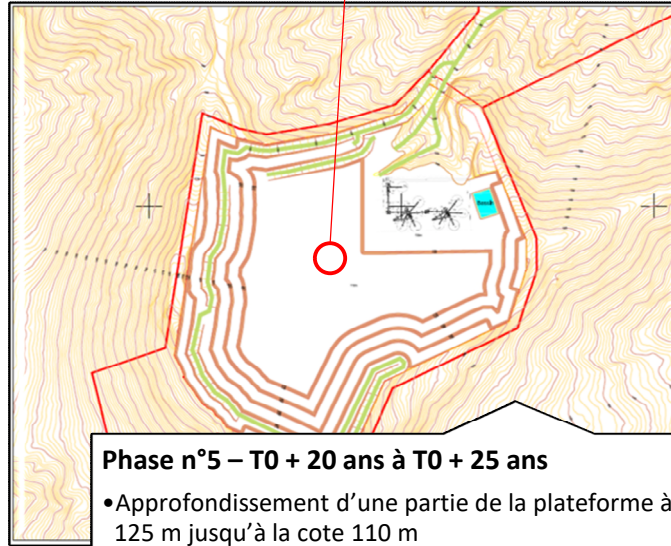 Phase n°5 – T0 + 20 ans à T0 + 25 ans
•Approfondissement d’une partie de la plateforme à
125 m jusqu’à la cote 110 m